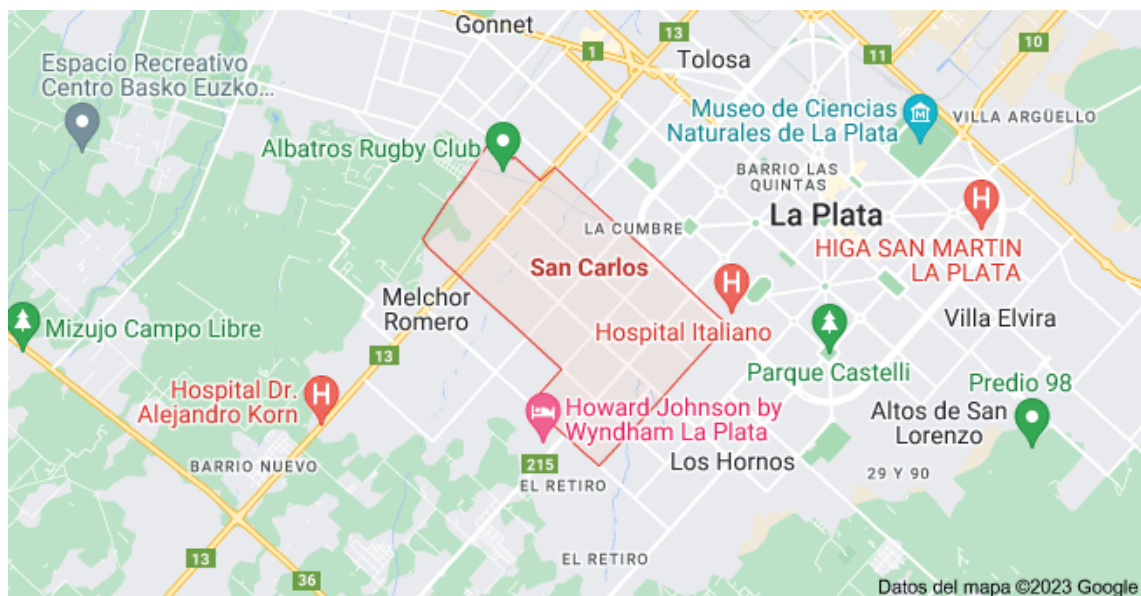 Gonnet
13
10
1
11
Tolosa
Espacio Recreativo
Centro Basko Euzko...
Museo de Ciencias
Naturales de La Plata
VILLA ARGÜELLO
Albatros Rugby Club
BARRIO LAS
QUINTAS
La Plata
LA CUMBRE
H
HIGA SAN MARTIN
LA PLATA
San Carlos
H
Melchor
Romero
Hospital Italiano
Villa Elvira
Mizujo Campo Libre
13
Parque Castelli
Predio 98
Hospital Dr.
Alejandro Korn
H
Howard Johnson by
Wyndham La Plata
Altos de San
Lorenzo
BARRIO NUEVO
215
Los Hornos
29 Y 90
EL RETIRO
13
EL RETIRO
36
Datos del mapa ©2023 Google